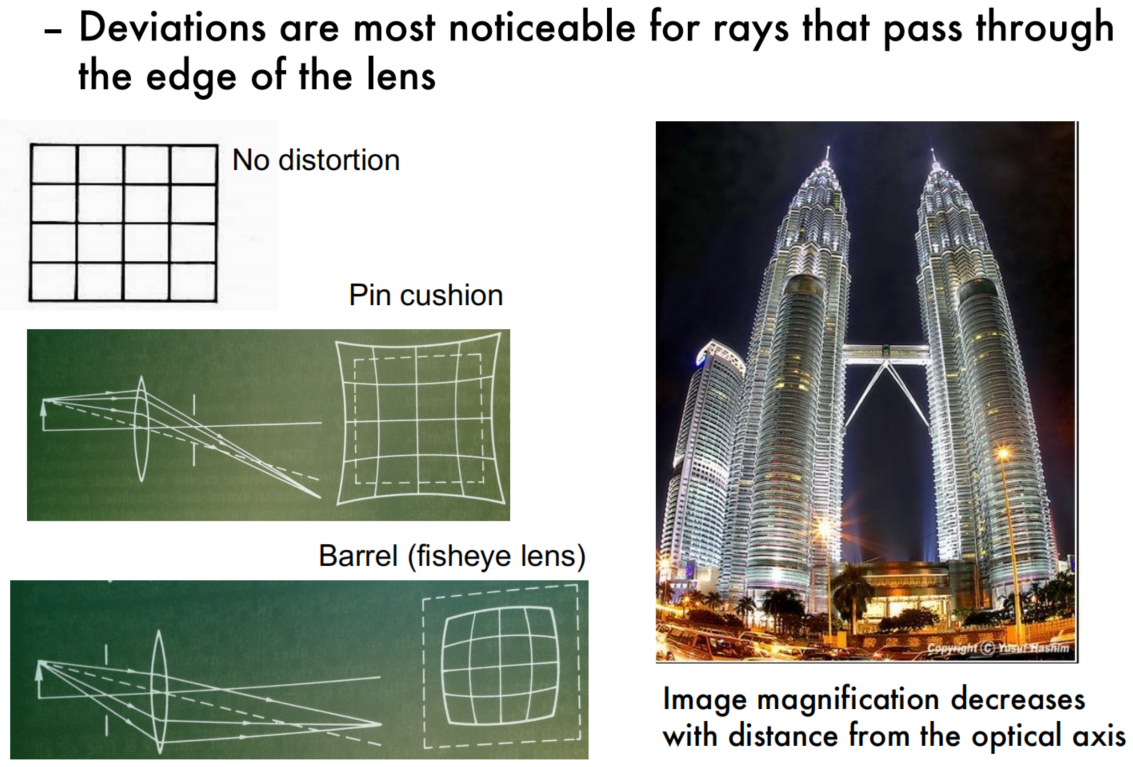 – Deviations are most noticeable for rays that pass through
the edge of the lens
No distortion
Pin cushion
Barrel (fisheye lens)
Copyright (C) Yusuf Hashim
Image magnification decreases
with distance from the optical axis